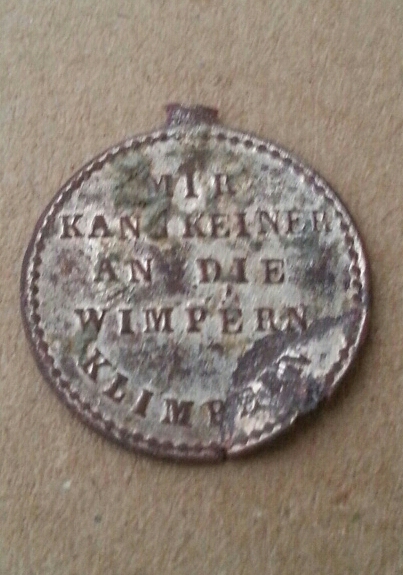 MIR
KAN KEINER
AN DIE
WIMPERN